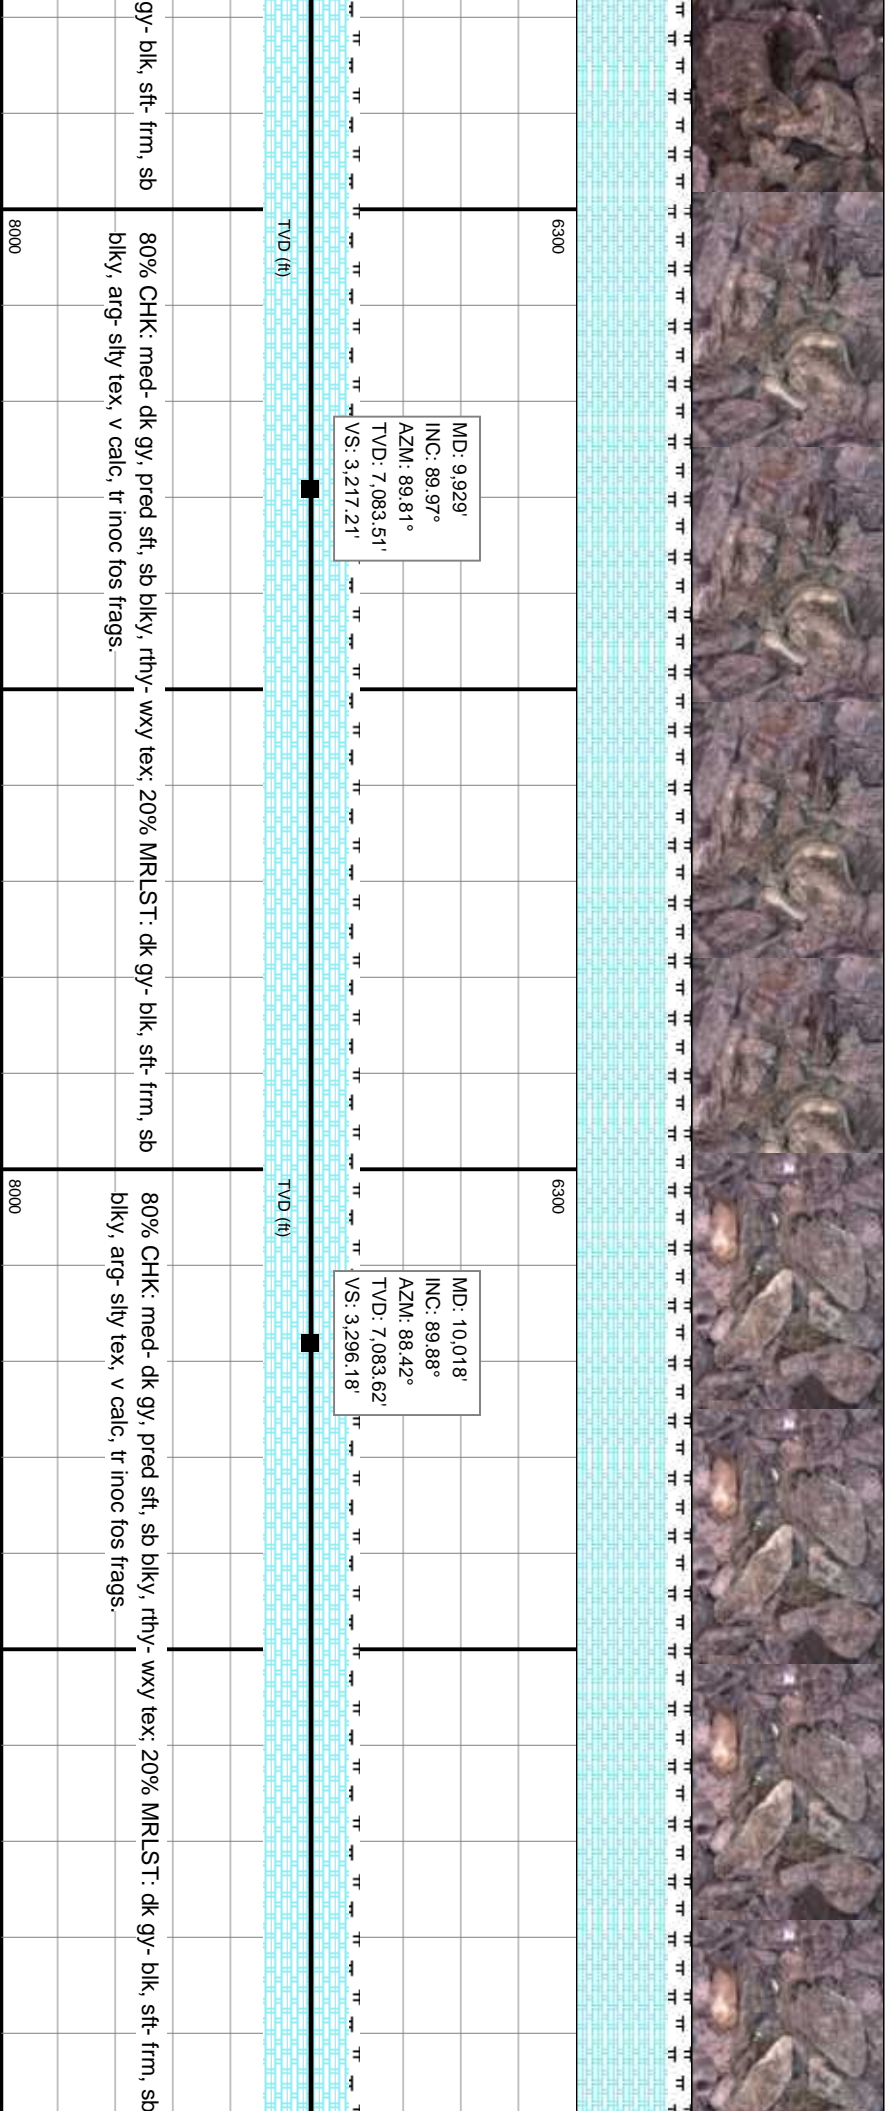 gy- blk, sft- frm, sb
6300
TVD (ft)
8000
MD: 9,929'
INC: 89.97°
AZM: 89.81°
TVD: 7,083.51'
VS: 3,217.21'
80% CHK: med- dk gy, pred sft, sb blky, rthy- wxy tex; 20% MRLST: dk gy- blk, sft- frm, sb
blky, arg- slty tex, v calc, tr inoc fos frags.
6300
TVD (ft)
8000
MD: 10,018'
INC: 89.88°
AZM: 88.42°
TVD: 7,083.62'
VS: 3,296.18'
80% CHK: med- dk gy, pred sft, sb blky, rthy- wxy tex; 20% MRLST: dk gy- blk, sft- frm, sb
blky, arg- slty tex, v calc, tr inoc fos frags.